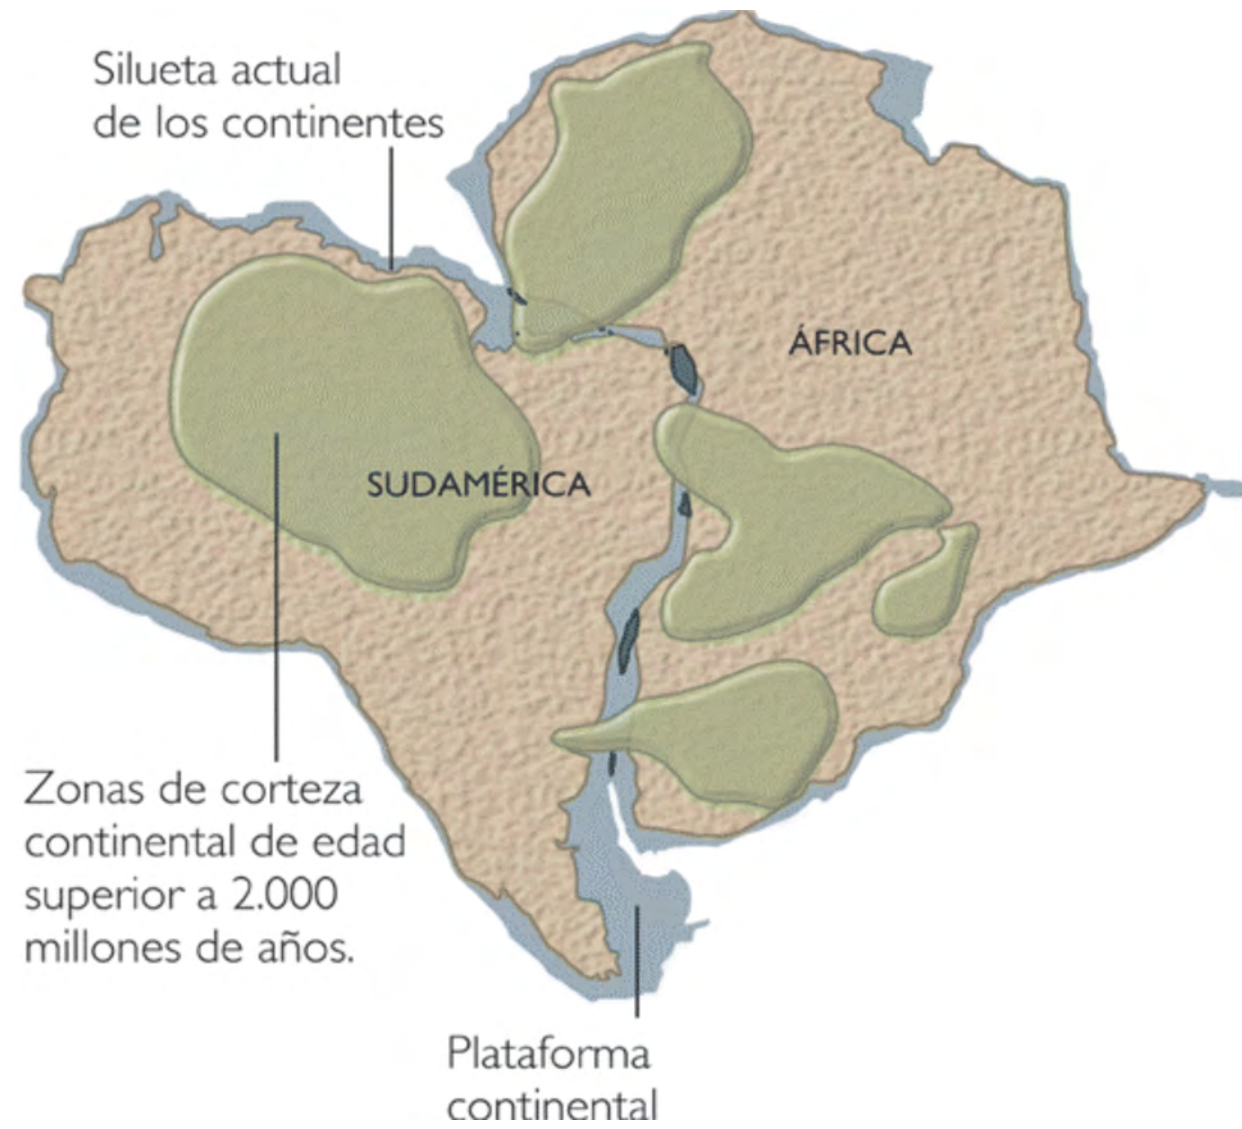 Silueta actual
de los continentes
ÁFRICA
SUDAMÉRICA
Zonas de corteza
continental de edad
superior a 2.000
millones de años.
Plataforma
continental